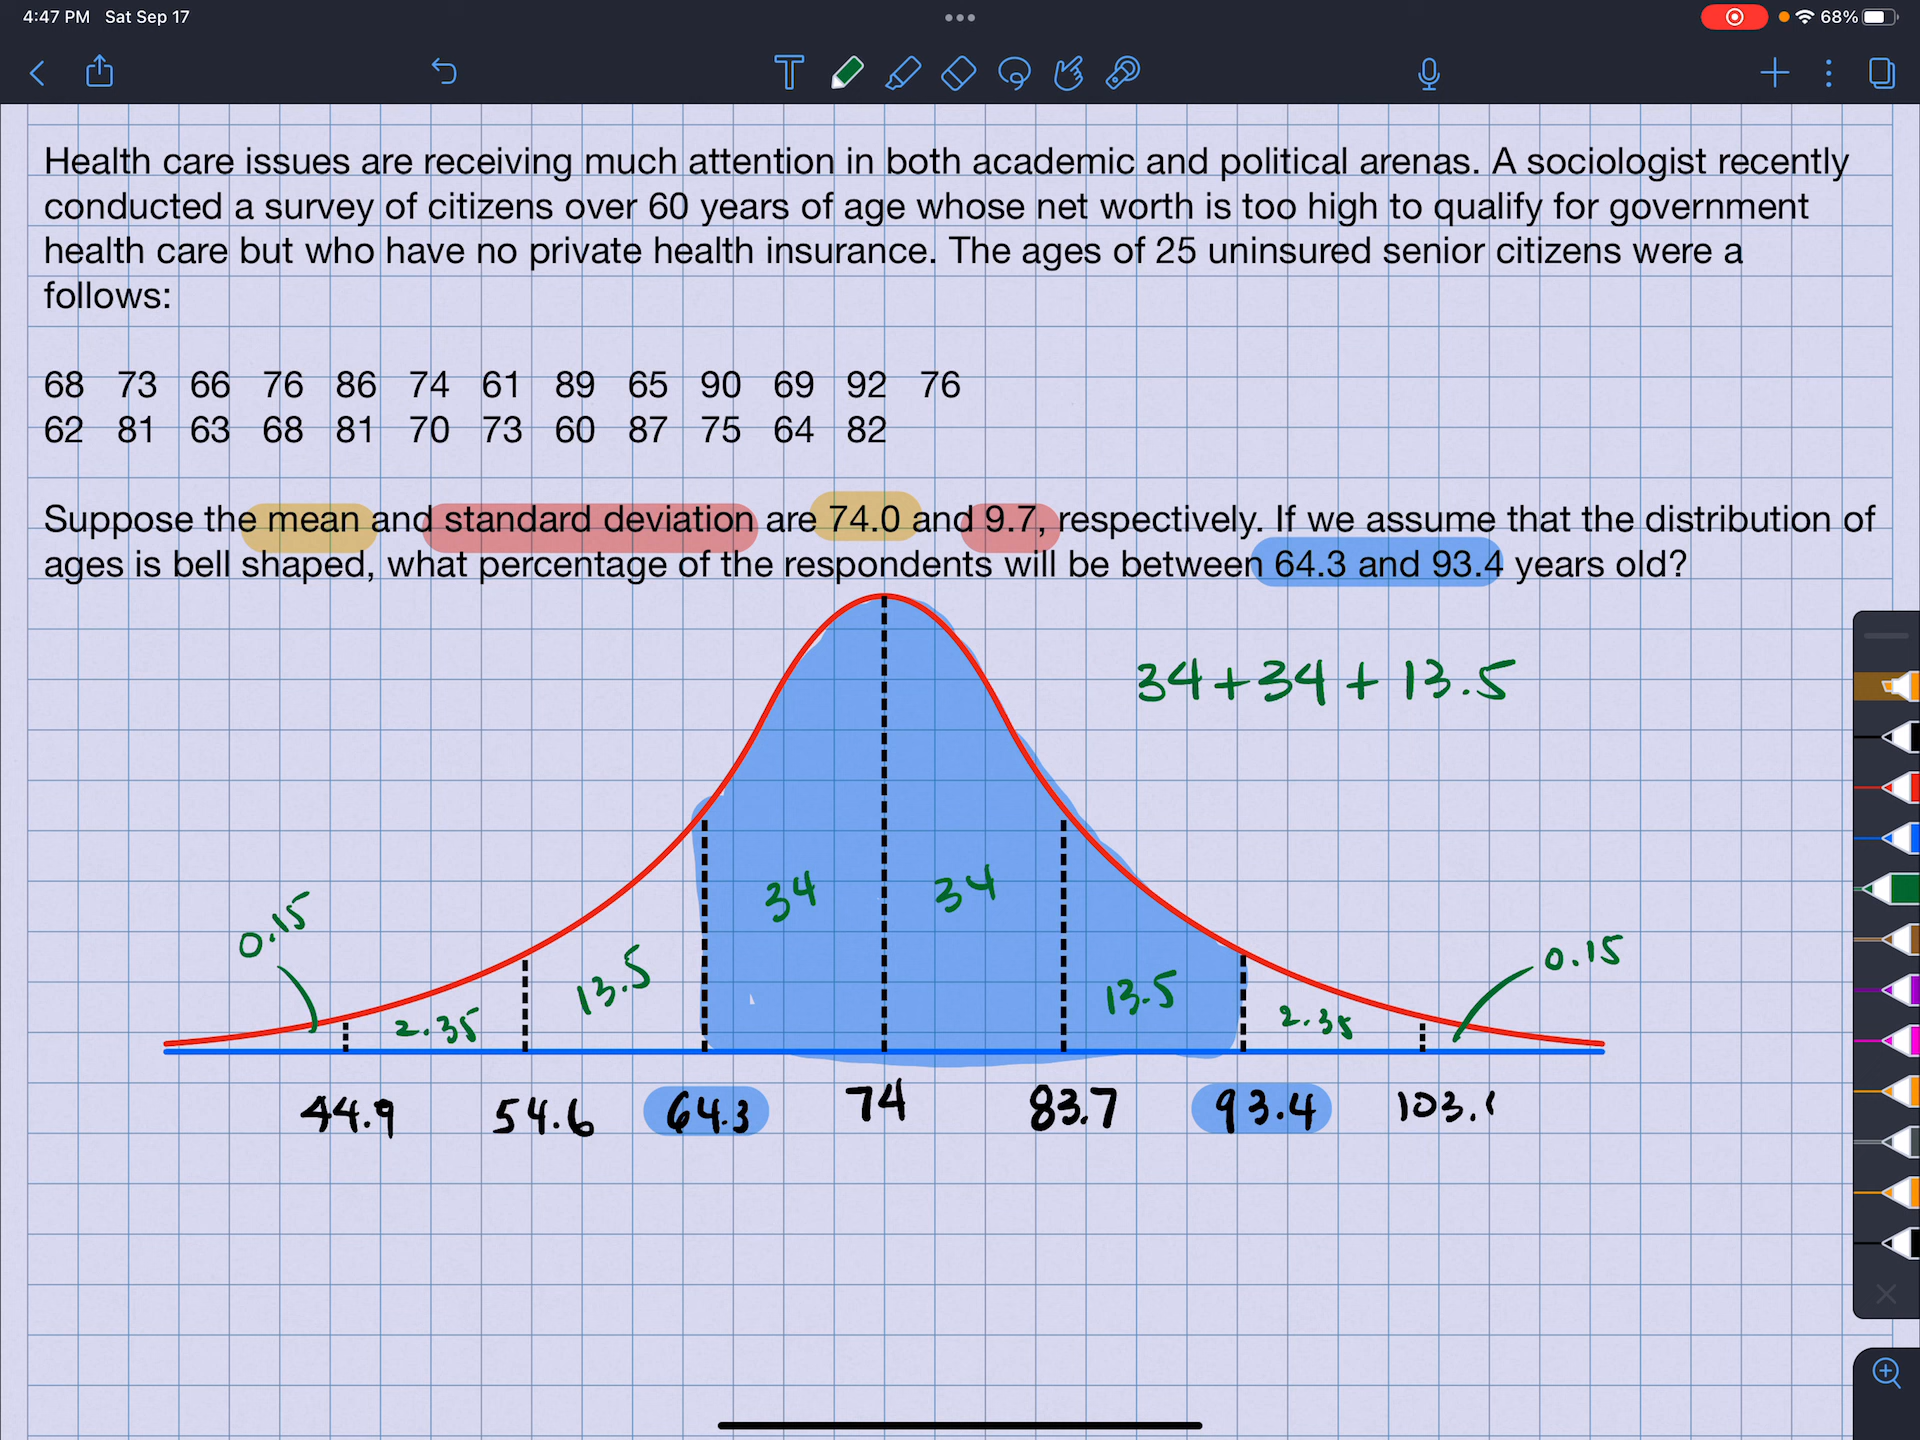 4:47 PM Sat Sep 17
68%
Health care issues are receiving much attention in both academic and political arenas. A sociologist recently
conducted a survey of citizens over 60 years of age whose net worth is too high to qualify for government
health care but who have no private health insurance. The ages of 25 uninsured senior citizens were a
follows:
68 73 66 76 86 74 61 89 65 90 69 92 76
62 81 63 68 81 70 73 60 87 75 64 82
Suppose the mean and standard deviation are 74.0 and 9.7, respectively. If we assume that the distribution of
ages is bell shaped, what percentage of the respondents will be between 64.3 and 93.4 years old?
34+34+13.5
34 34
0.15 13.5 13.5 0.15
2.35 2.35
44.9 54.6 64.3 74 83.7 93.4 103.1